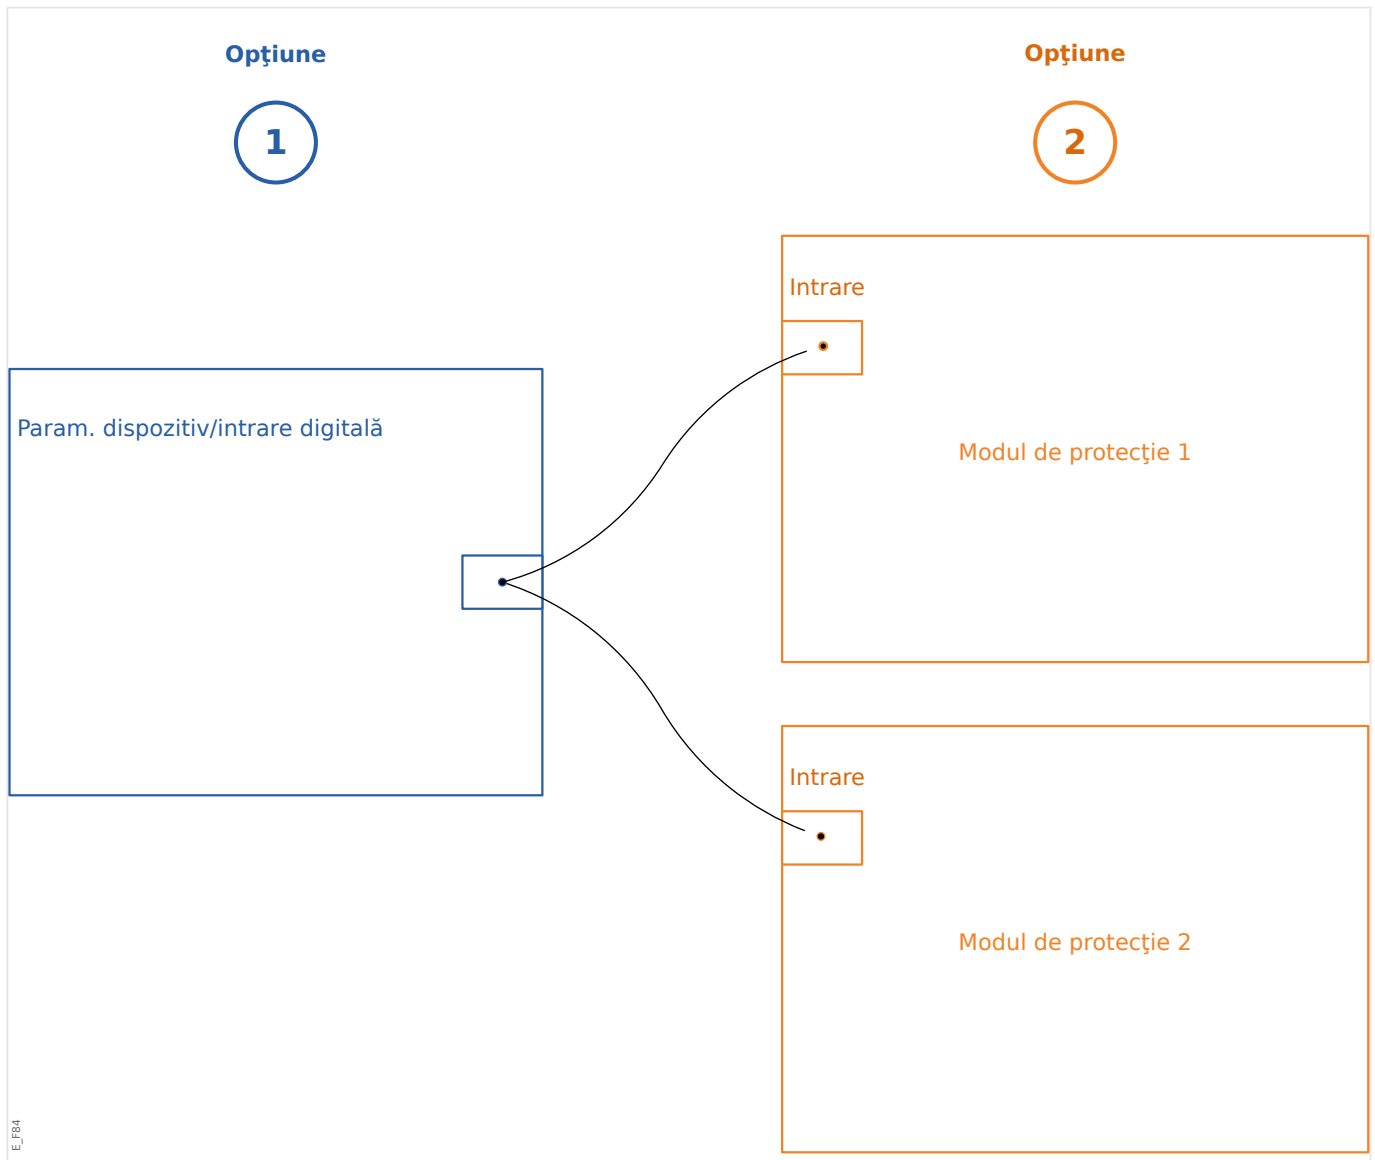 Opţiune
1
Opţiune
2
Param. dispozitiv/intrare digitală
Intrare
Modul de protecţie 1
Intrare
Modul de protecţie 2
E_F84